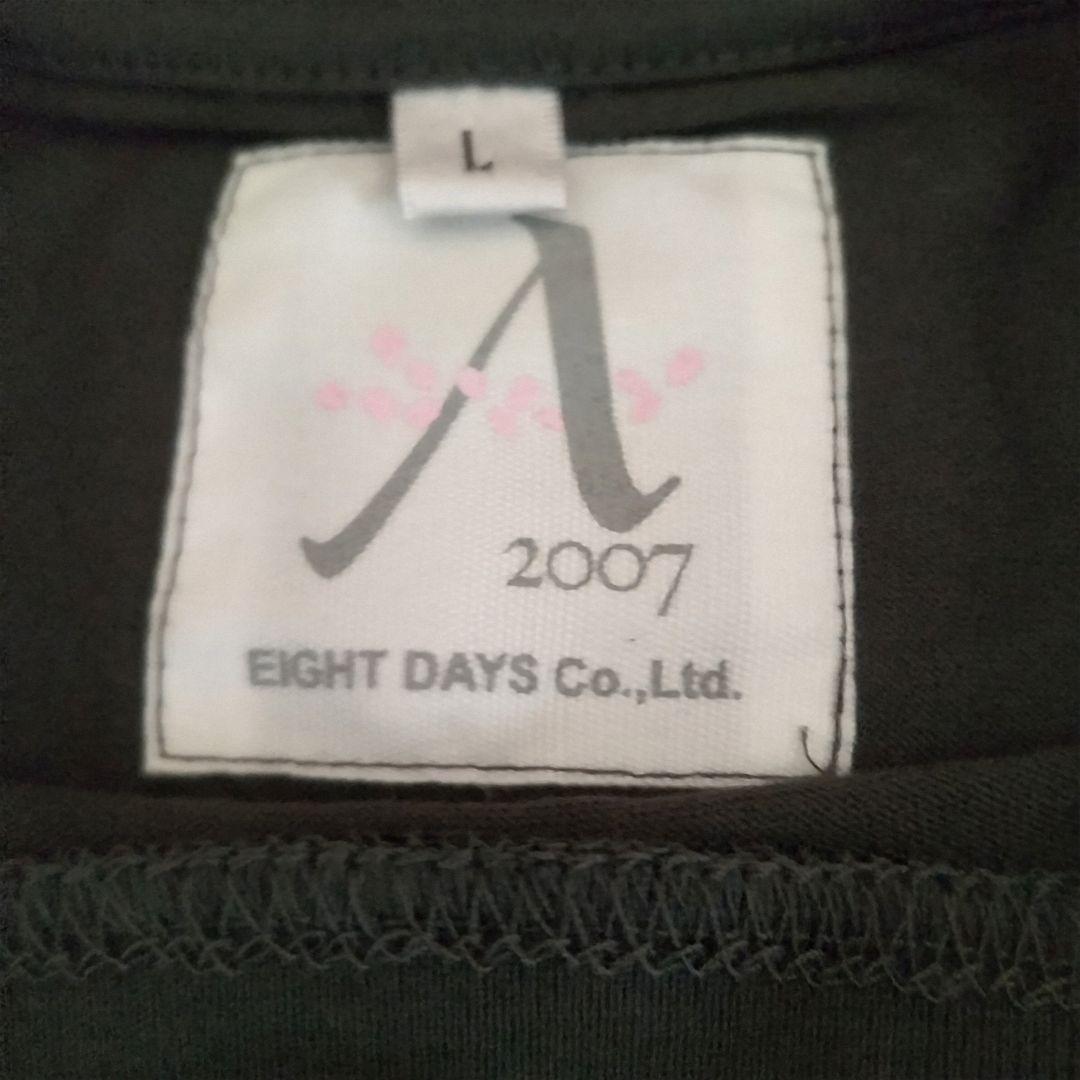 L
Λ
2007
EIGHT DAYS Co.,Ltd.